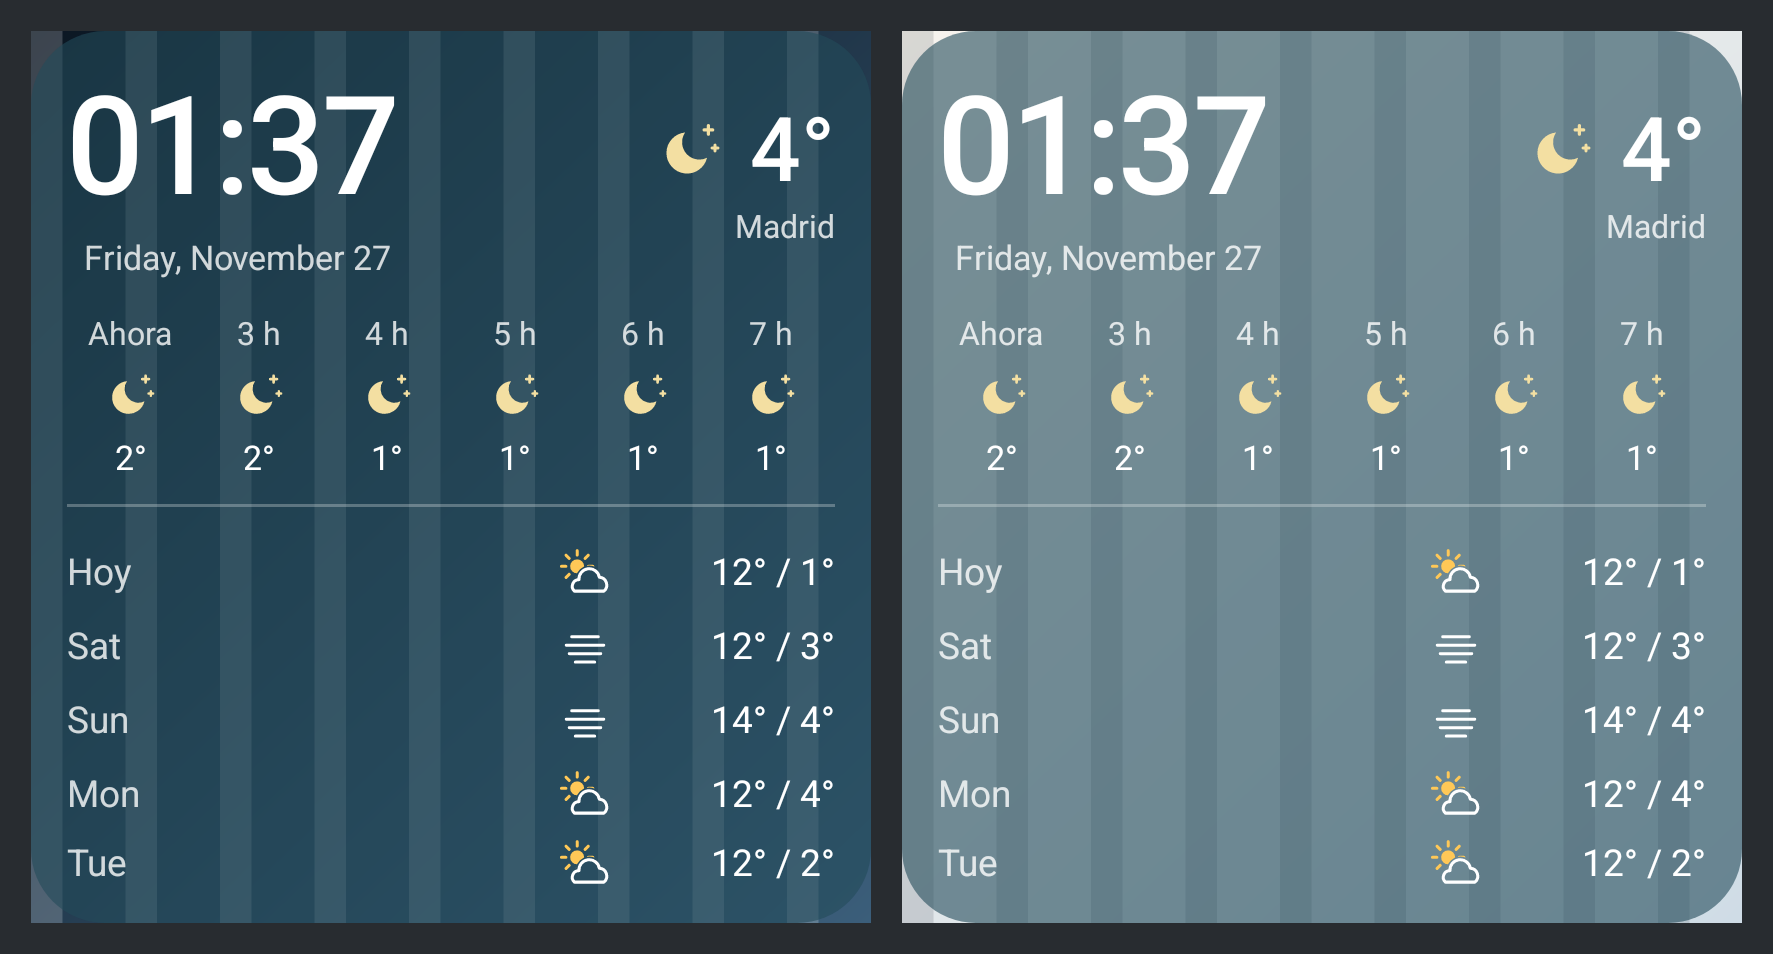 01:37
4°
Madrid
Friday, November 27
Ahora 3 h 4 h 5 h 6 h 7 h
2° 2° 1° 1° 1° 1°
Hoy 12° / 1°
Sat 12° / 3°
Sun 14° / 4°
Mon 12° / 4°
Tue 12° / 2°
01:37
4°
Madrid
Friday, November 27
Ahora 3 h 4 h 5 h 6 h 7 h
2° 2° 1° 1° 1° 1°
Hoy 12° / 1°
Sat 12° / 3°
Sun 14° / 4°
Mon 12° / 4°
Tue 12° / 2°